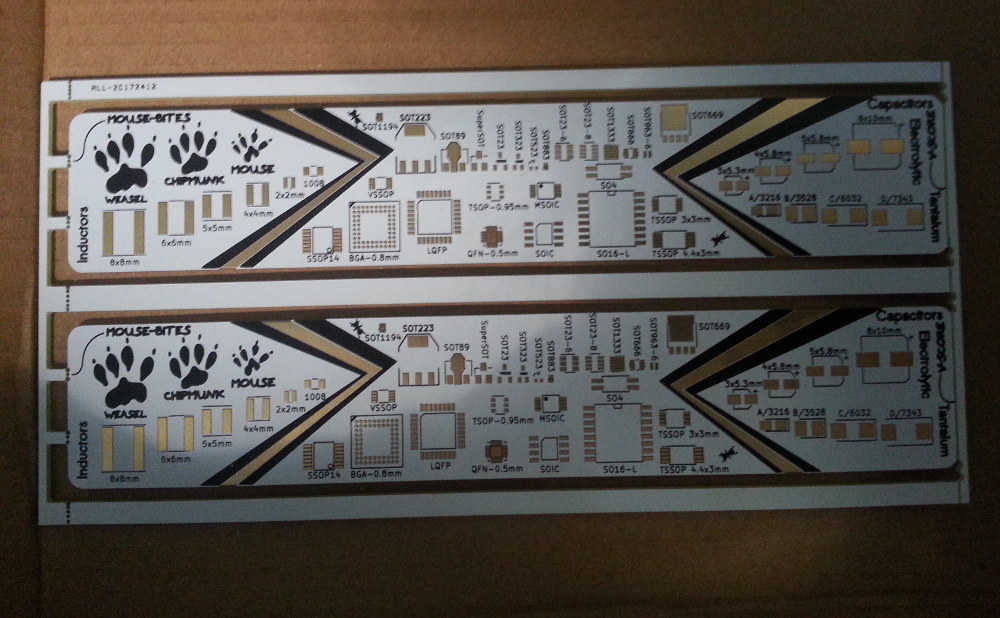 RLL-20172412
MOUSE-BITES
WEASEL
CHIPMUNK
MOUSE
Inductors
8x8mm
6x6mm
5x5mm
4x4mm
2x2mm
1008
SOT1194
SOT223
SOT89
SuperSOT
SOT23
SOT323
SOT523
SOT883
SOT23-6
SOT23-8
SOT1333
SOT666
SOT963-6
SOT669
VSSOP
SSOP14
BGA-0.8mm
LQFP
TSOP-0.95mm
QFN-0.5mm
MSOIC
SOIC
SO4
SO16-L
TSSOP 3x3mm
TSSOP 4.4x3mm
Capacitors
Electrolytic
Tantalum
3x5.3mm
4x5.8mm
5x5.8mm
8x10mm
A/3216
B/3528
C/6032
D/7343
MOUSE-BITES
WEASEL
CHIPMUNK
MOUSE
Inductors
8x8mm
6x6mm
5x5mm
4x4mm
2x2mm
1008
SOT1194
SOT223
SOT89
SuperSOT
SOT23
SOT323
SOT523
SOT883
SOT23-6
SOT23-8
SOT1333
SOT666
SOT963-6
SOT669
VSSOP
SSOP14
BGA-0.8mm
LQFP
TSOP-0.95mm
QFN-0.5mm
MSOIC
SOIC
SO4
SO16-L
TSSOP 3x3mm
TSSOP 4.4x3mm
Capacitors
Electrolytic
Tantalum
3x5.3mm
4x5.8mm
5x5.8mm
8x10mm
A/3216
B/3528
C/6032
D/7343